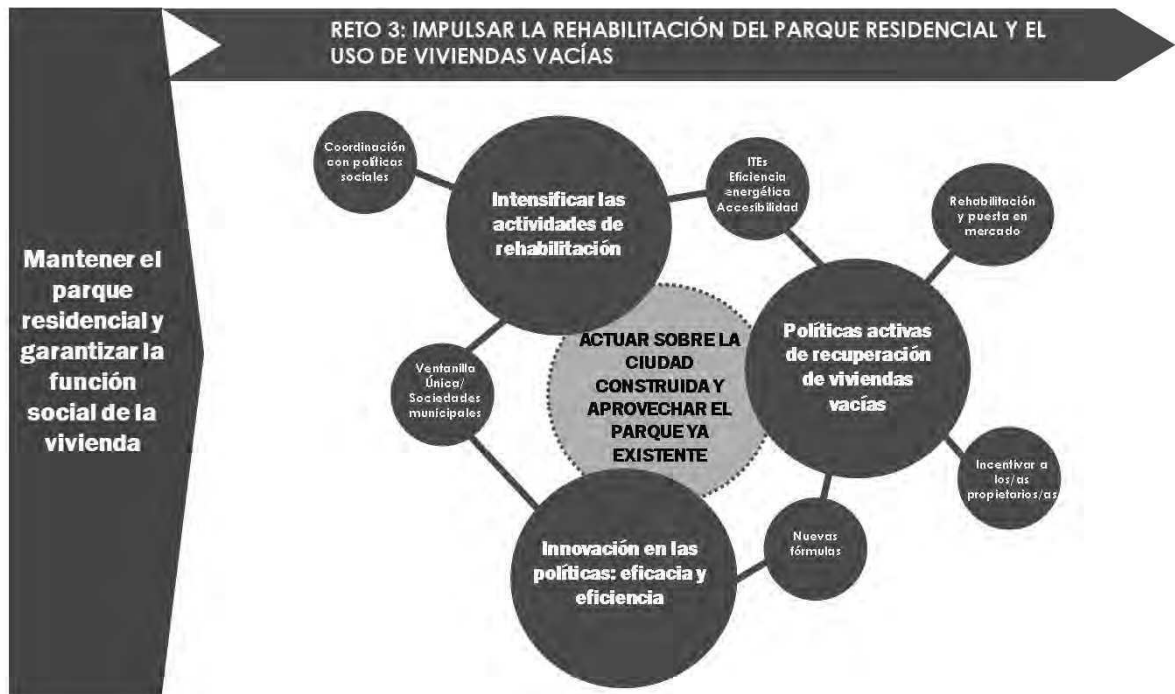 RETO 3: IMPULSAR LA REHABILITACIÓN DEL PARQUE RESIDENCIAL Y EL
USO DE VIVIENDAS VACÍAS
Mantener el
parque
residencial y
garantizar la
función
social de la
vivienda
Coordinación
con políticas
sociales
Intensificar las
actividades de
rehabilitación
ITEs
Eficiencia
energética
Accesibilidad
Rehabilitación
y puesta en
mercado
Ventanilla
Única/
Sociedades
municipales
ACTUAR SOBRE LA
CIUDAD
CONSTRUIDA Y
APROVECHAR EL
PARQUE YA
EXISTENTE
Políticas activas
de recuperación
de viviendas
vacías
Incentivar a
los/as
propietarios/as
Innovación en las
políticas: eficacia y
eficiencia
Nuevas
fórmulas